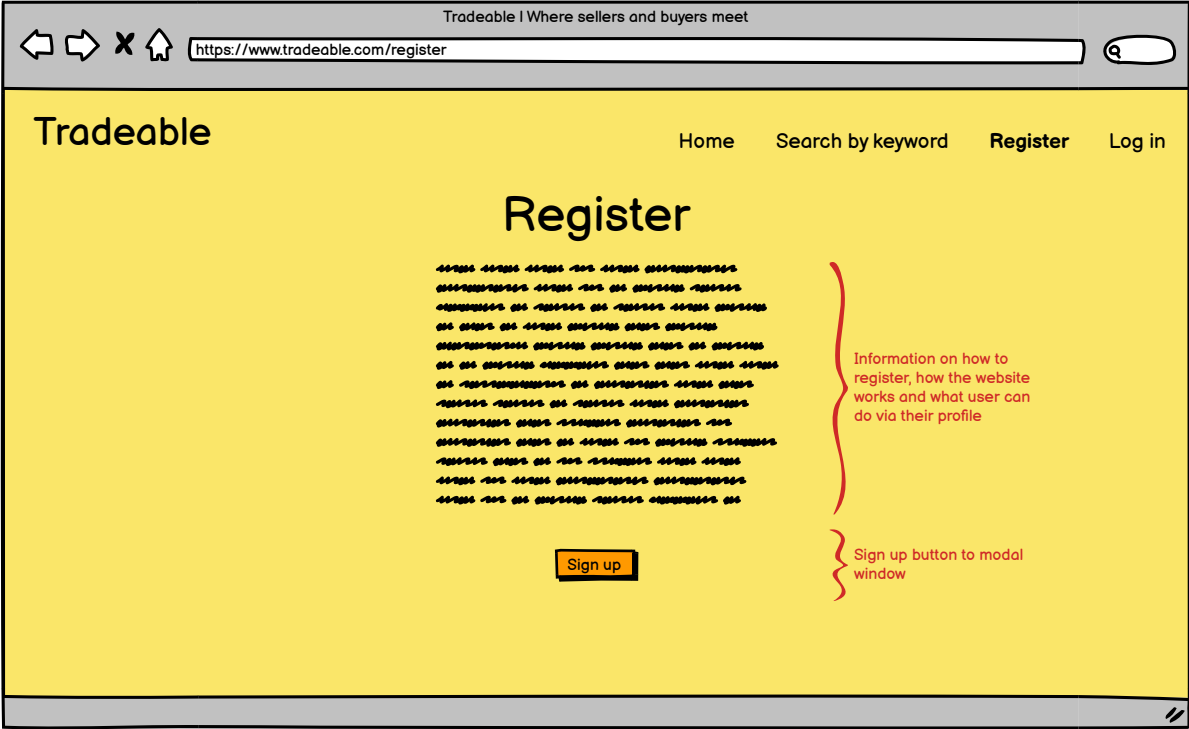 Tradeable | Where sellers and buyers meet
https://www.tradeable.com/register
Tradeable
Home Search by keyword Register Log in
Register
Information on how to
register, how the website
works and what user can
do via their profile
Sign up
Sign up button to modal
window